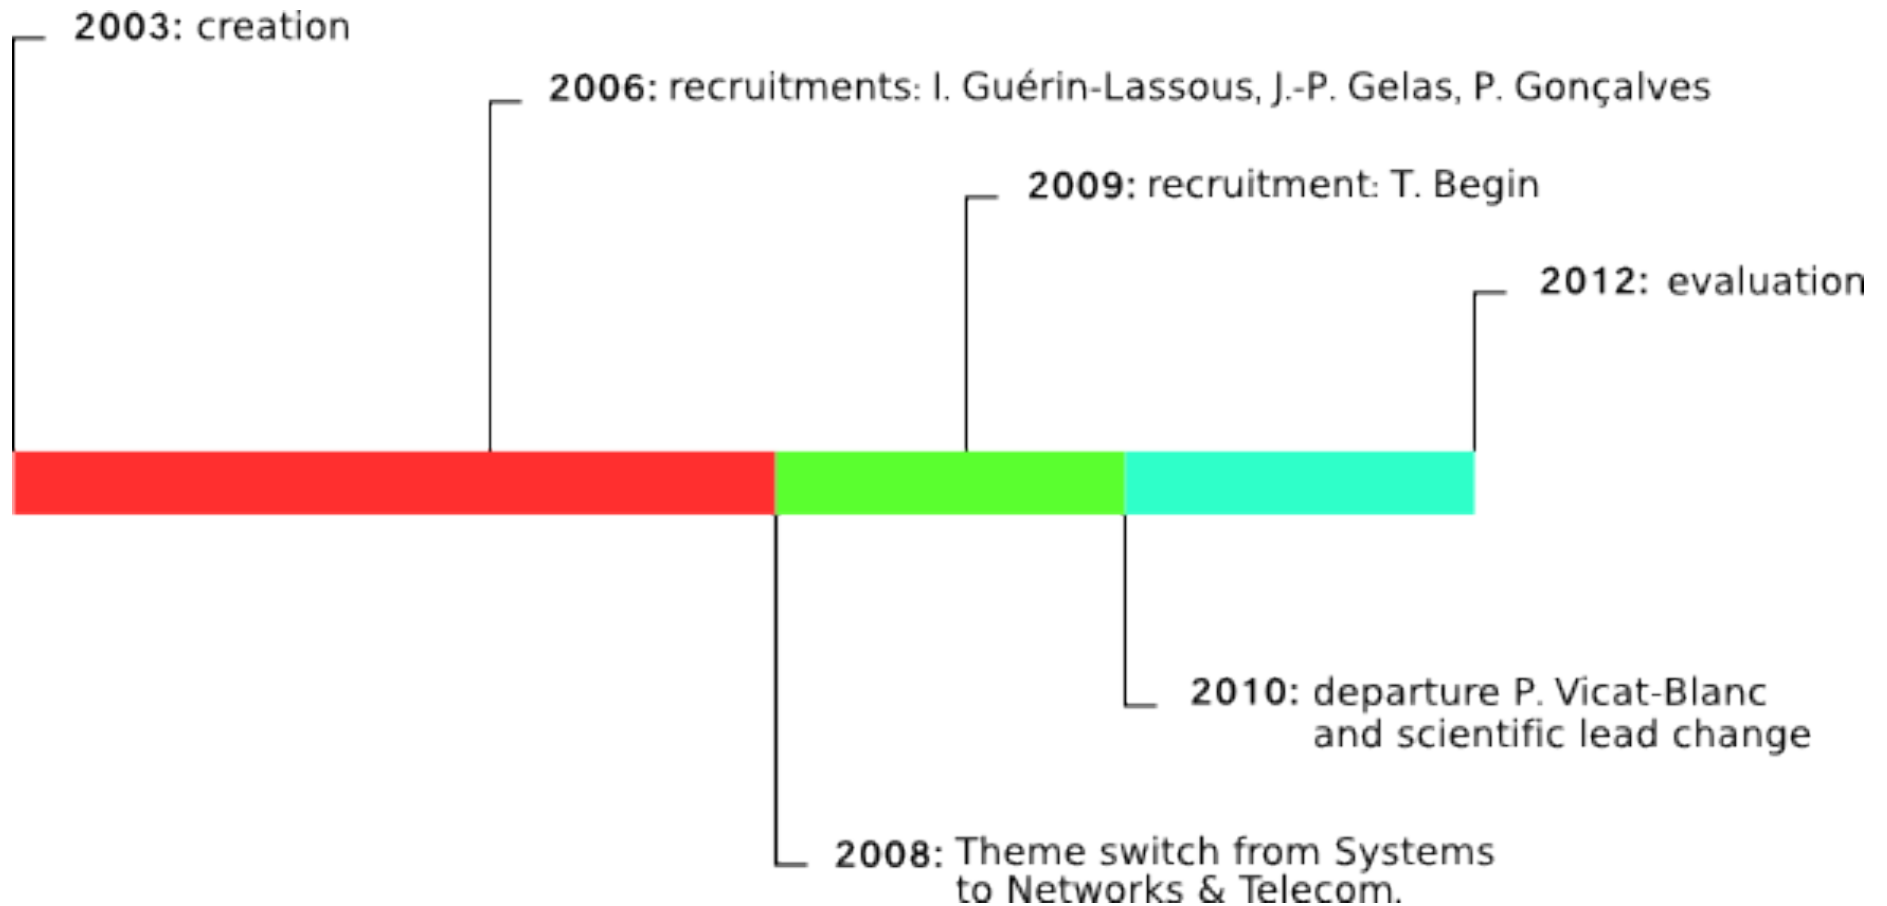 2003: creation
2006: recruitments: I. Guérin-Lassous, J.-P. Gelas, P. Gonçalves
2009: recruitment: T. Begin
2012: evaluation
2010: departure P. Vicat-Blanc
and scientific lead change
2008: Theme switch from Systems
to Networks & Telecom.